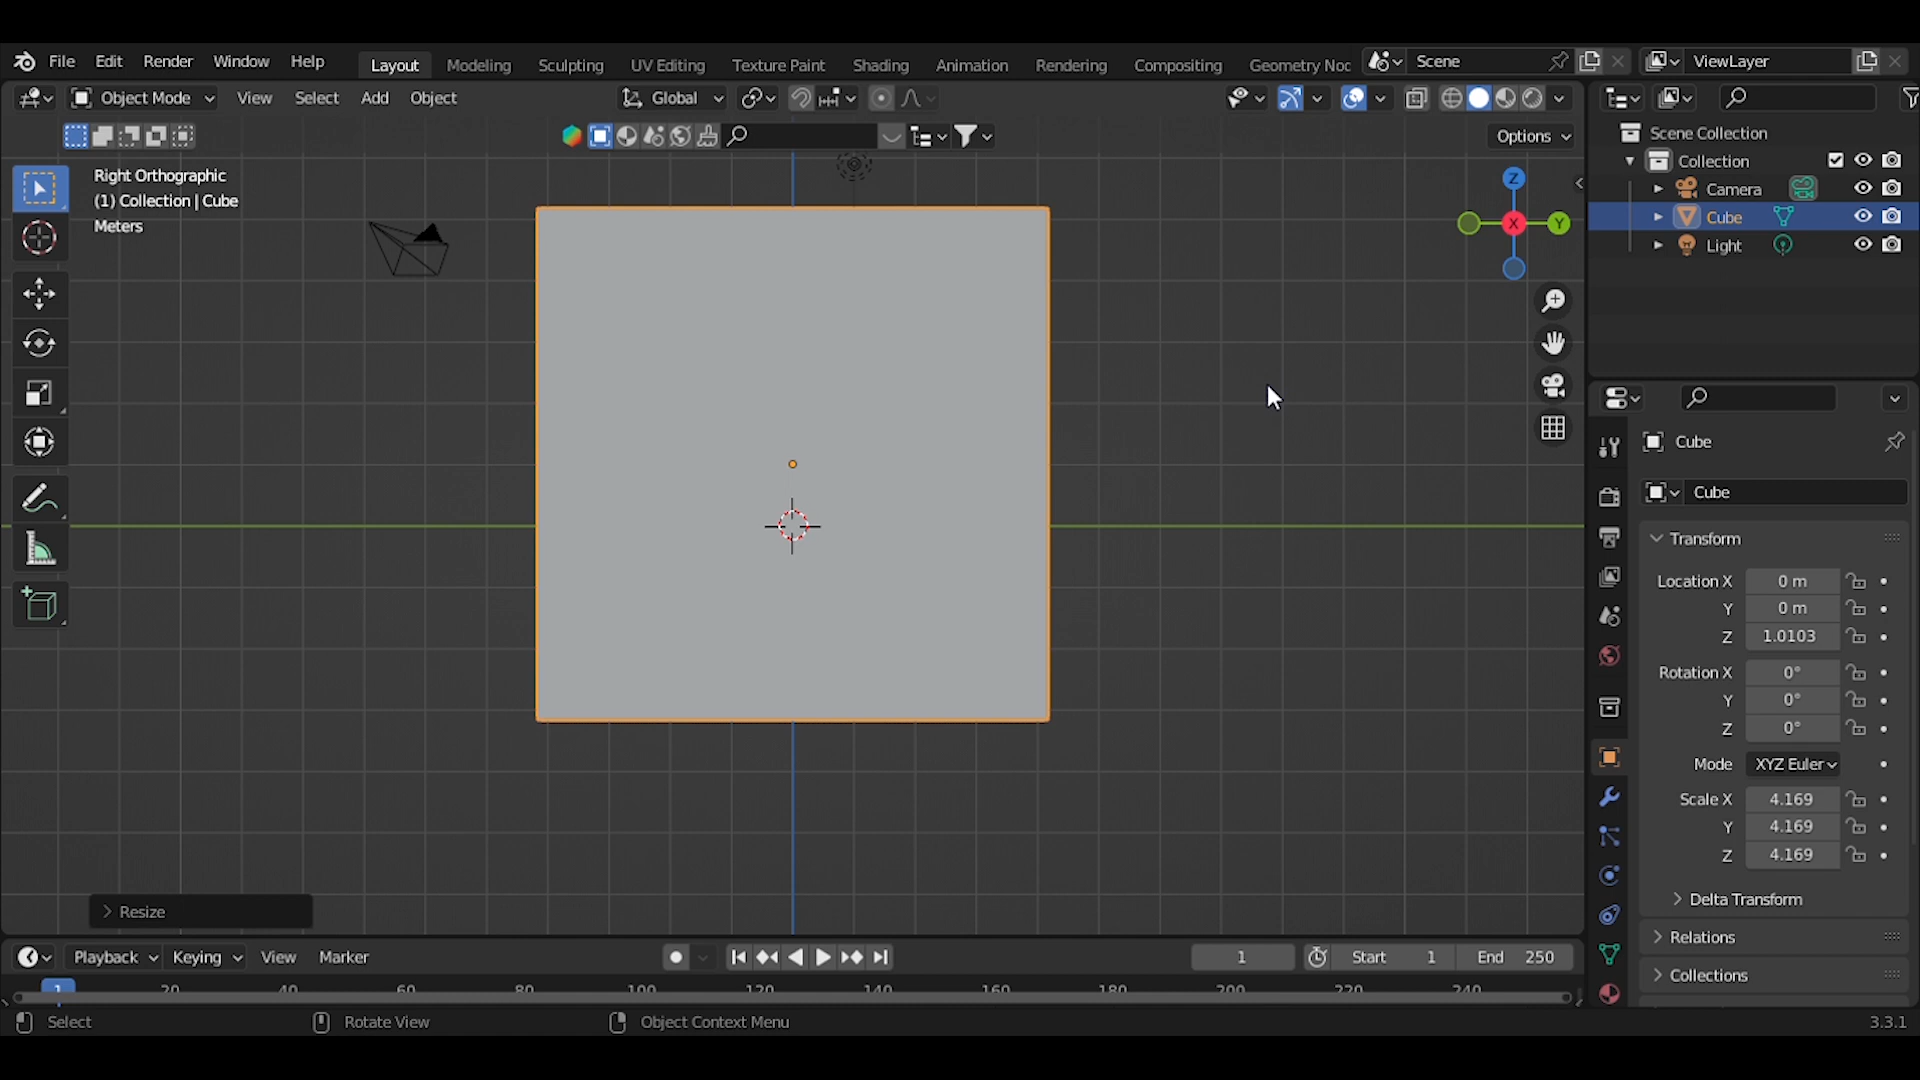 File Edit Render Window Help Layout Modeling Sculpting UV Editing Texture Paint Shading Animation Rendering Compositing Geometry Noc Scene ViewLayer
Object Mode View Select Add Object Global
Options
Right Orthographic
(1) Collection | Cube
Meters
Z
X
Y
Resize
Scene Collection
Collection
Camera
Cube
Light
Cube
Cube
Transform
Location X 0 m
Y 0 m
Z 1.0103
Rotation X 0°
Y 0°
Z 0°
Mode XYZ Euler
Scale X 4.169
Y 4.169
Z 4.169
Delta Transform
Relations
Collections
Playback Keying View Marker 1 Start 1 End 250
1 20 40 60 80 100 120 140 160 180 200 220 240
Select Rotate View Object Context Menu 3.3.1